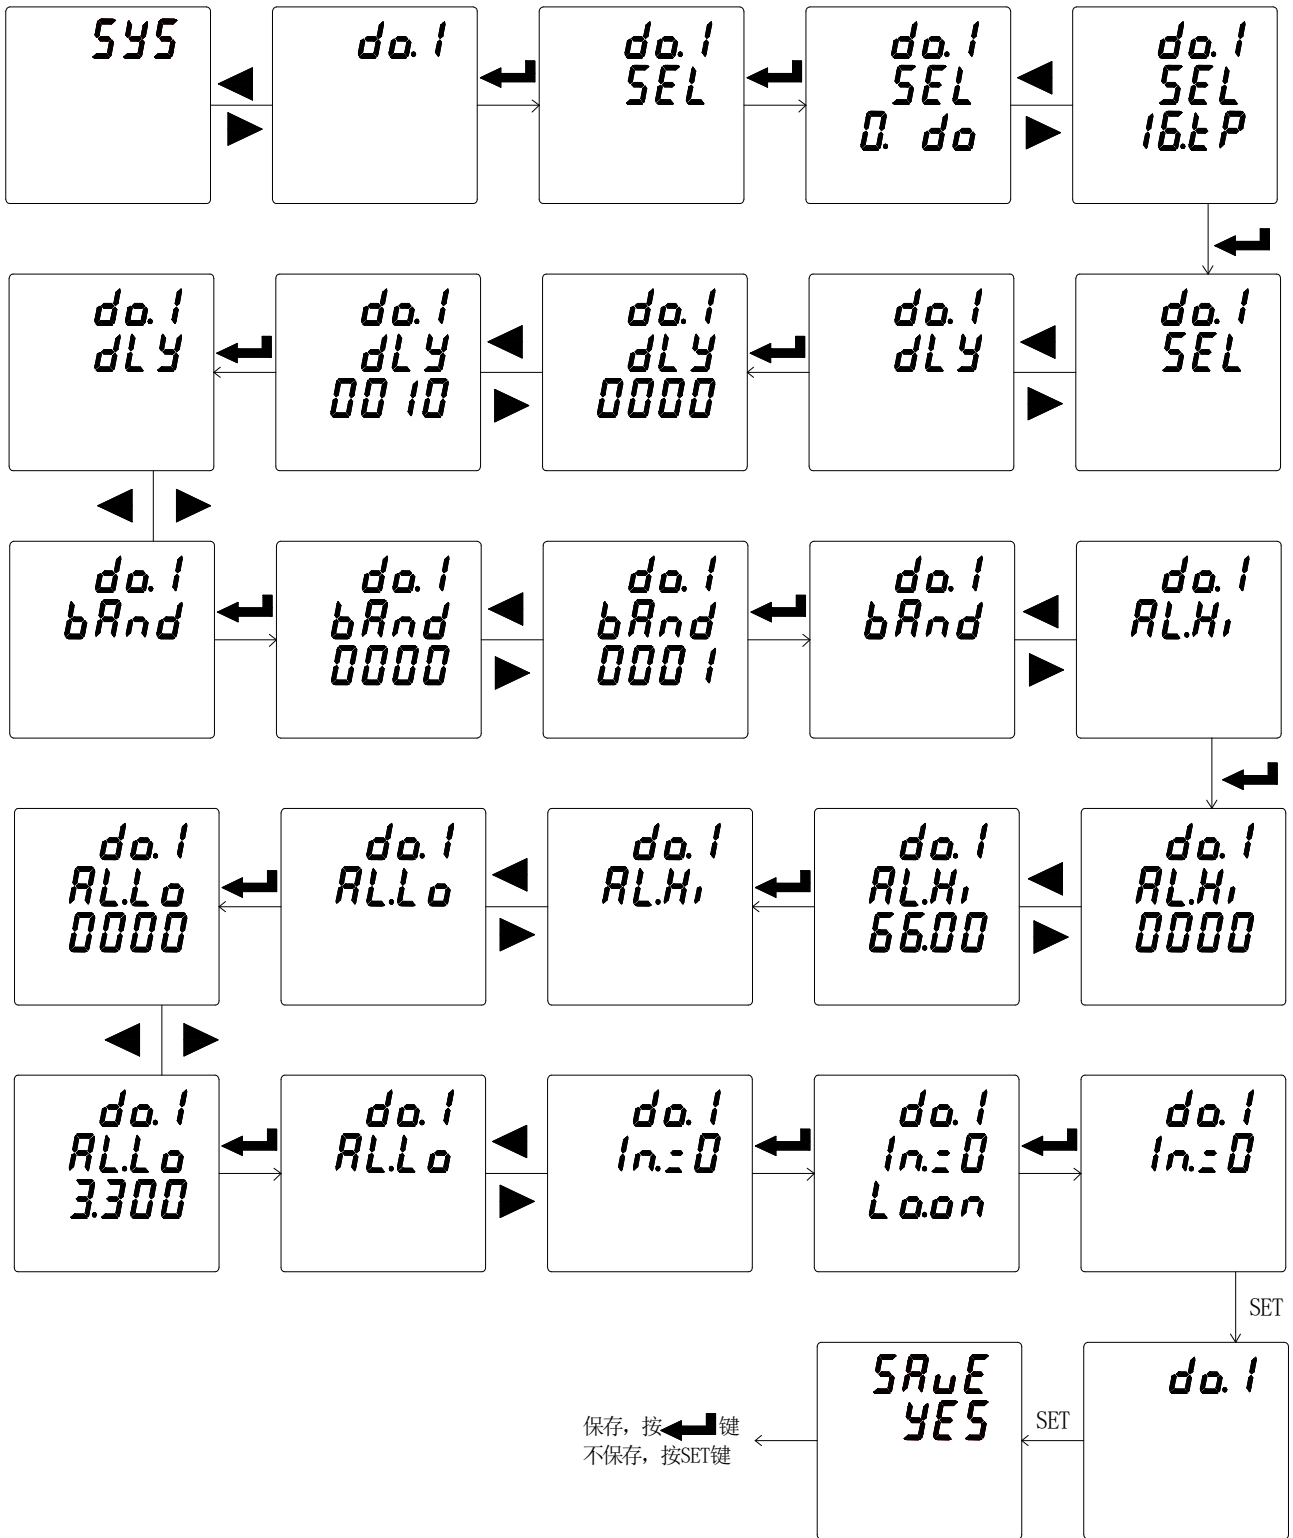 SYS
do.1
do.1
SEL
do.1
SEL
0. do
do.1
SEL
16.tP
do.1
dLY
do.1
dLY
0010
do.1
dLY
0000
do.1
dLY
do.1
SEL
do.1
bAnd
do.1
bAnd
0000
do.1
bAnd
0001
do.1
bAnd
do.1
AL.Hi
do.1
AL.Lo
0000
do.1
AL.Lo
do.1
AL.Hi
do.1
AL.Hi
66.00
do.1
AL.Hi
0000
do.1
AL.Lo
3.300
do.1
AL.Lo
do.1
In.=0
do.1
In.=0
Lo.on
do.1
In.=0
SET
SAuE
YES
SET
do.1
保存，按键
不保存，按SET键